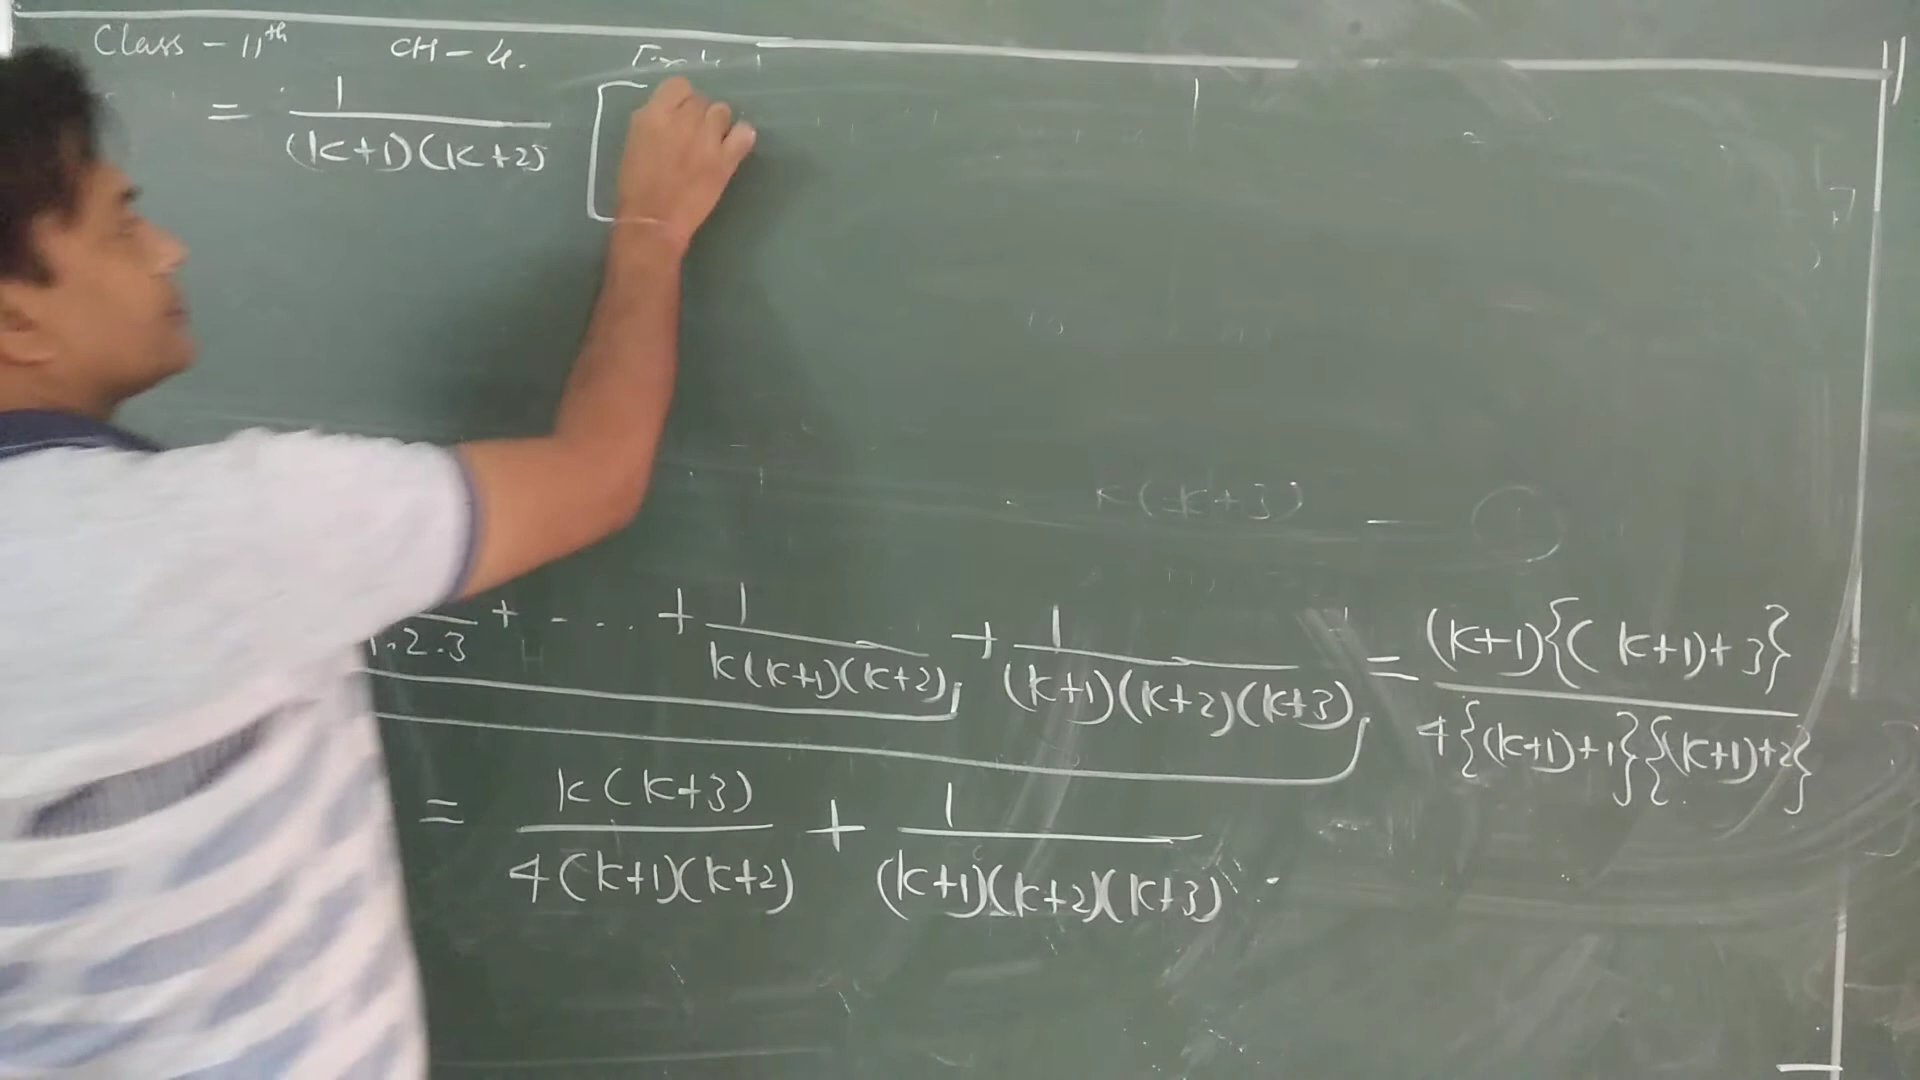 Class - 11th CH - 4.
= 1/(k+1)(k+2) [
k(k+3) — 1
1.2.3 + - . . . + 1/k(k+1)(k+2) + 1/(k+1)(k+2)(k+3) = (k+1){(k+1)+3}/4{(k+1)+1}{(k+1)+2}
= k(k+3)/4(k+1)(k+2) + 1/(k+1)(k+2)(k+3) .